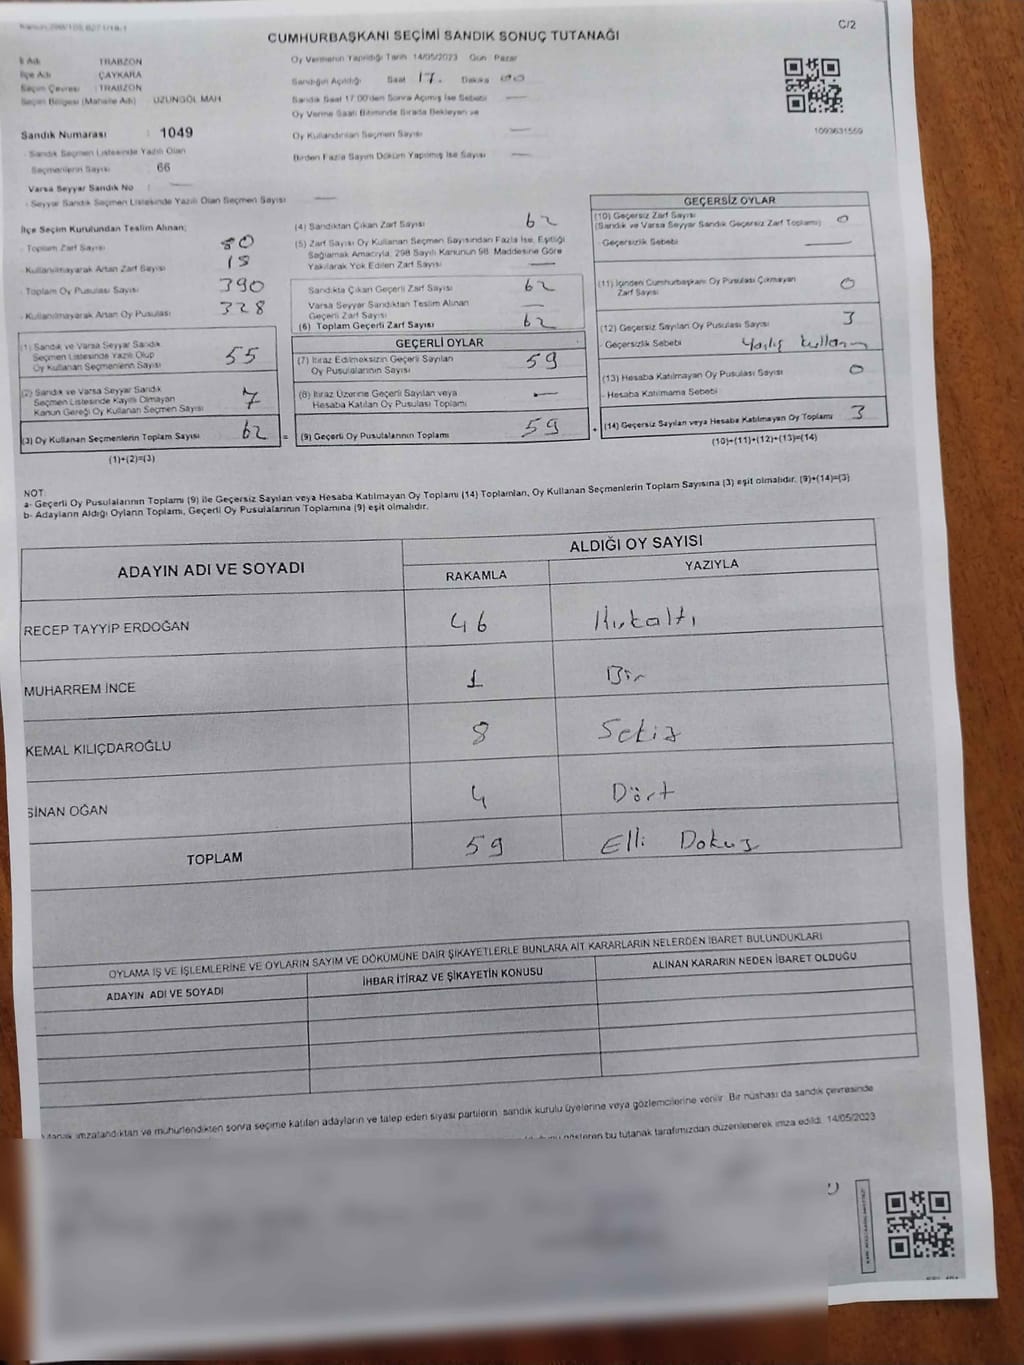 C/2
CUMHURBAŞKANI SEÇİMİ SANDIK SONUÇ TUTANAĞI
İl Adı TRABZON
İlçe Adı ÇAYKARA
Seçim Çevresi : TRABZON
Seçim Bölgesi (Mahalle Adı) UZUNGÖL MAH
Sandık Numarası : 1049
Sandık Seçmen Listesinde Yazılı Olan
Seçmenlerin Sayısı 66
Varsa Seyyar Sandık No : —
- Seyyar Sandık Seçmen Listesinde Yazılı Olan Seçmen Sayısı —
Oy Vermenin Yapıldığı Tarih 14/05/2023 Gün Pazar
Sandığın Açıldığı Saat 17. Dakika 00
Sandık Saat 17:00'den Sonra Açılmış İse Sebebi —
Oy Verme Saati Bitiminde Sırada Bekleyen ve
Oy Kullandırılan Seçmen Sayısı —
Birden Fazla Sayım Döküm Yapılmış İse Sayısı —
1093631550
İlçe Seçim Kurulundan Teslim Alınan;
- Toplam Zarf Sayısı 80
- Kullanılmayarak Artan Zarf Sayısı 18
- Toplam Oy Pusulası Sayısı 390
- Kullanılmayarak Artan Oy Pusulası 328
(1) Sandık ve Varsa Seyyar Sandık
Seçmen Listesinde Yazılı Olup
Oy Kullanan Seçmenlerin Sayısı 55
(2) Sandık ve Varsa Seyyar Sandık
Seçmen Listesinde Kayıtlı Olmayan
Kanun Gereği Oy Kullanan Seçmen Sayısı 7
(3) Oy Kullanan Seçmenlerin Toplam Sayısı 62 =
(1)+(2)=(3)
(4) Sandıktan Çıkan Zarf Sayısı 62
(5) Zarf Sayısı Oy Kullanan Seçmen Sayısından Fazla İse, Eşitliği
Sağlamak Amacıyla, 298 Sayılı Kanunun 98. Maddesine Göre
Yakılarak Yok Edilen Zarf Sayısı —
Sandıkta Çıkan Geçerli Zarf Sayısı 62
Varsa Seyyar Sandıktan Teslim Alınan
Geçerli Zarf Sayısı —
(6) Toplam Geçerli Zarf Sayısı 62
GEÇERLİ OYLAR
(7) İtiraz Edilmeksizin Geçerli Sayılan
Oy Pusulalarının Sayısı 59
(8) İtiraz Üzerine Geçerli Sayılan veya
Hesaba Katılan Oy Pusulası Toplamı —
(9) Geçerli Oy Pusulalarının Toplamı 59 +
GEÇERSİZ OYLAR
(10) Geçersiz Zarf Sayısı
(Sandık ve Varsa Seyyar Sandık Geçersiz Zarf Toplamı) 0
- Geçersizlik Sebebi —
(11) İçinden Cumhurbaşkanı Oy Pusulası Çıkmayan
Zarf Sayısı 0
(12) Geçersiz Sayılan Oy Pusulası Sayısı 3
- Geçersizlik Sebebi Yanlış kullanım
(13) Hesaba Katılmayan Oy Pusulası Sayısı 0
- Hesaba Katılmama Sebebi
(14) Geçersiz Sayılan veya Hesaba Katılmayan Oy Toplamı 3
(10)+(11)+(12)+(13)=(14)
NOT:
a- Geçerli Oy Pusulalarının Toplamı (9) ile Geçersiz Sayılan veya Hesaba Katılmayan Oy Toplamı (14) Toplamları, Oy Kullanan Seçmenlerin Toplam Sayısına (3) eşit olmalıdır. (9)+(14)=(3)
b- Adayların Aldığı Oyların Toplamı, Geçerli Oy Pusulalarının Toplamına (9) eşit olmalıdır.
ADAYIN ADI VE SOYADI ALDIĞI OY SAYISI
RAKAMLA YAZIYLA
RECEP TAYYİP ERDOĞAN 46 Kırkaltı
MUHARREM İNCE 1 Bir
KEMAL KILIÇDAROĞLU 8 Sekiz
SİNAN OĞAN 4 Dört
TOPLAM 59 Elli Dokuz
OYLAMA İŞ VE İŞLEMLERİNE VE OYLARIN SAYIM VE DÖKÜMÜNE DAİR ŞİKAYETLERLE BUNLARA AİT KARARLARIN NELERDEN İBARET BULUNDUKLARI
ADAYIN ADI VE SOYADI İHBAR İTİRAZ VE ŞİKAYETİN KONUSU ALINAN KARARIN NEDEN İBARET OLDUĞU
tutanak imzalandıktan ve mühürlendikten sonra seçime katılan adayların ve talep eden siyasi partilerin sandık kurulu üyelerine veya gözlemcilerine verilir. Bir nüshası da sandık çevresinde
gösteren bu tutanak tarafımızdan düzenlenerek imza edildi. 14/05/2023